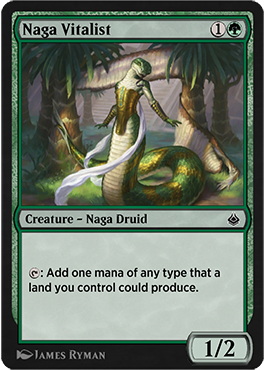 Naga Vitalist 1
Creature – Naga Druid
: Add one mana of any type that a
land you control could produce.
1/2
James Ryman